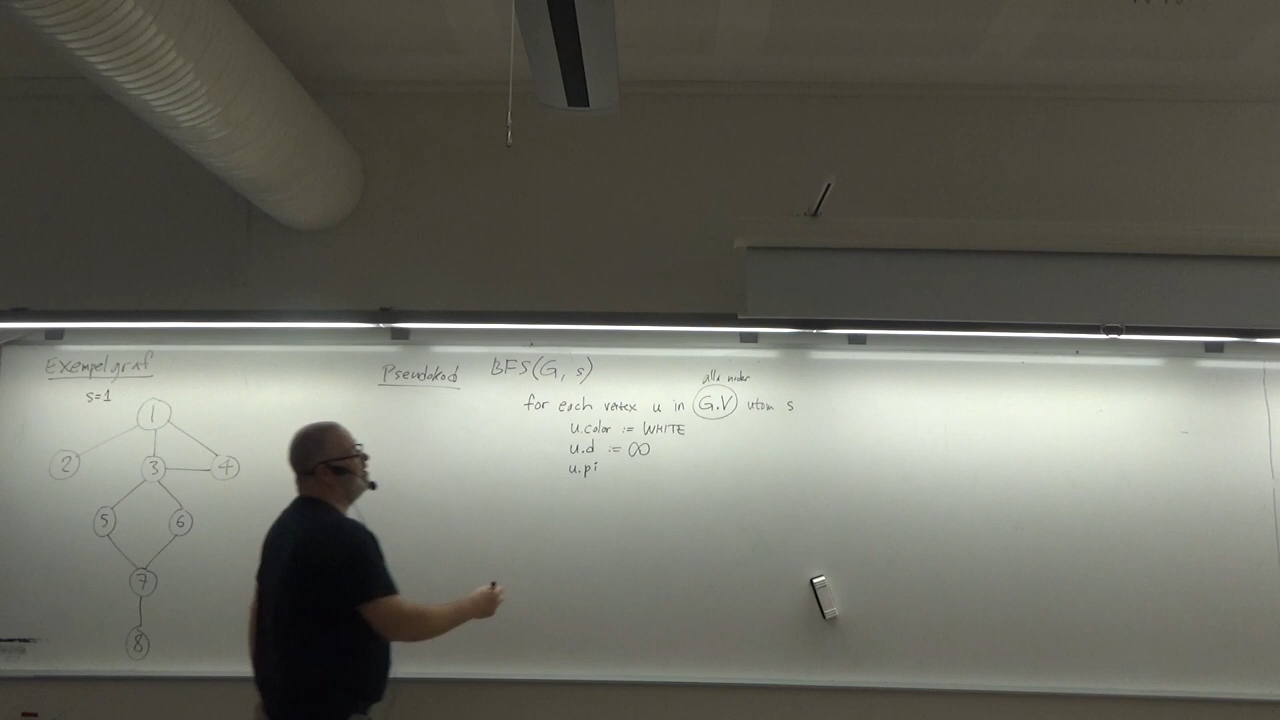 Exempelgraf
s=1
1
2 3 4
5 6
7
8
Pseudokod BFS(G, s)
alla noder
for each vertex u in G.V utom s
u.color := WHITE
u.d := ∞
u.pi